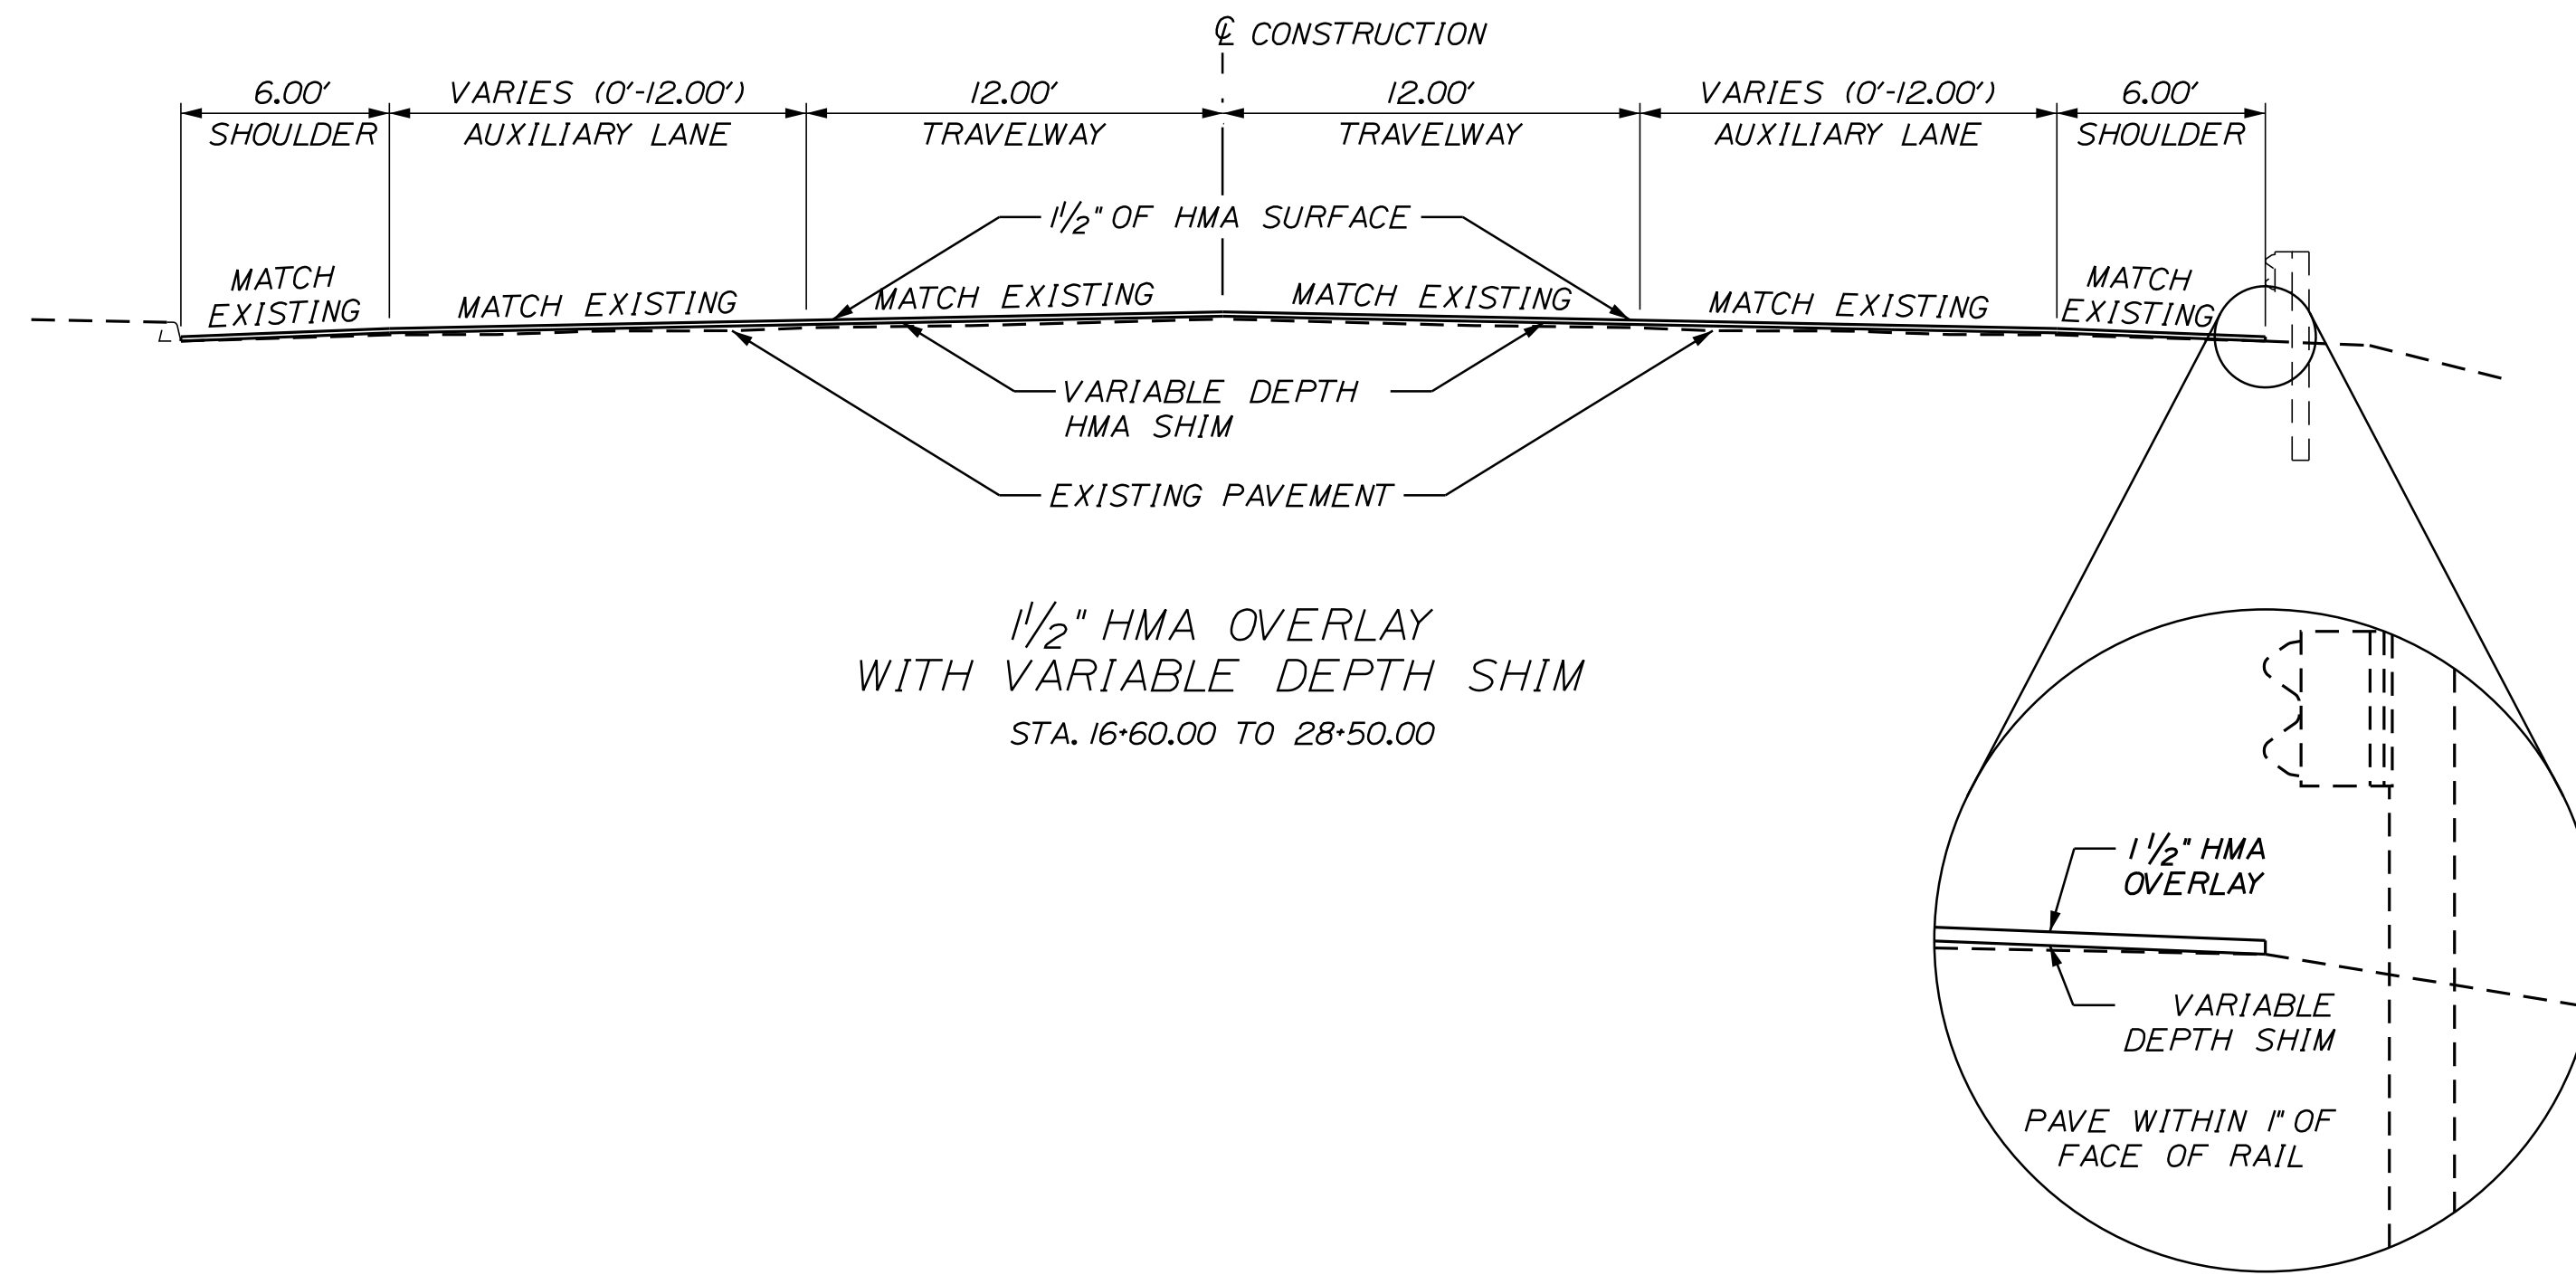 ℄ CONSTRUCTION
6.00' VARIES (0'-12.00') 12.00' 12.00' VARIES (0'-12.00') 6.00'
SHOULDER AUXILIARY LANE TRAVELWAY TRAVELWAY AUXILIARY LANE SHOULDER
1½" OF HMA SURFACE
MATCH
EXISTING
MATCH EXISTING
MATCH EXISTING
MATCH EXISTING
MATCH EXISTING
MATCH
EXISTING
VARIABLE DEPTH
HMA SHIM
EXISTING PAVEMENT
1½" HMA OVERLAY
WITH VARIABLE DEPTH SHIM
STA. 16+60.00 TO 28+50.00
1 ½" HMA
OVERLAY
VARIABLE
DEPTH SHIM
PAVE WITHIN 1" OF
FACE OF RAIL